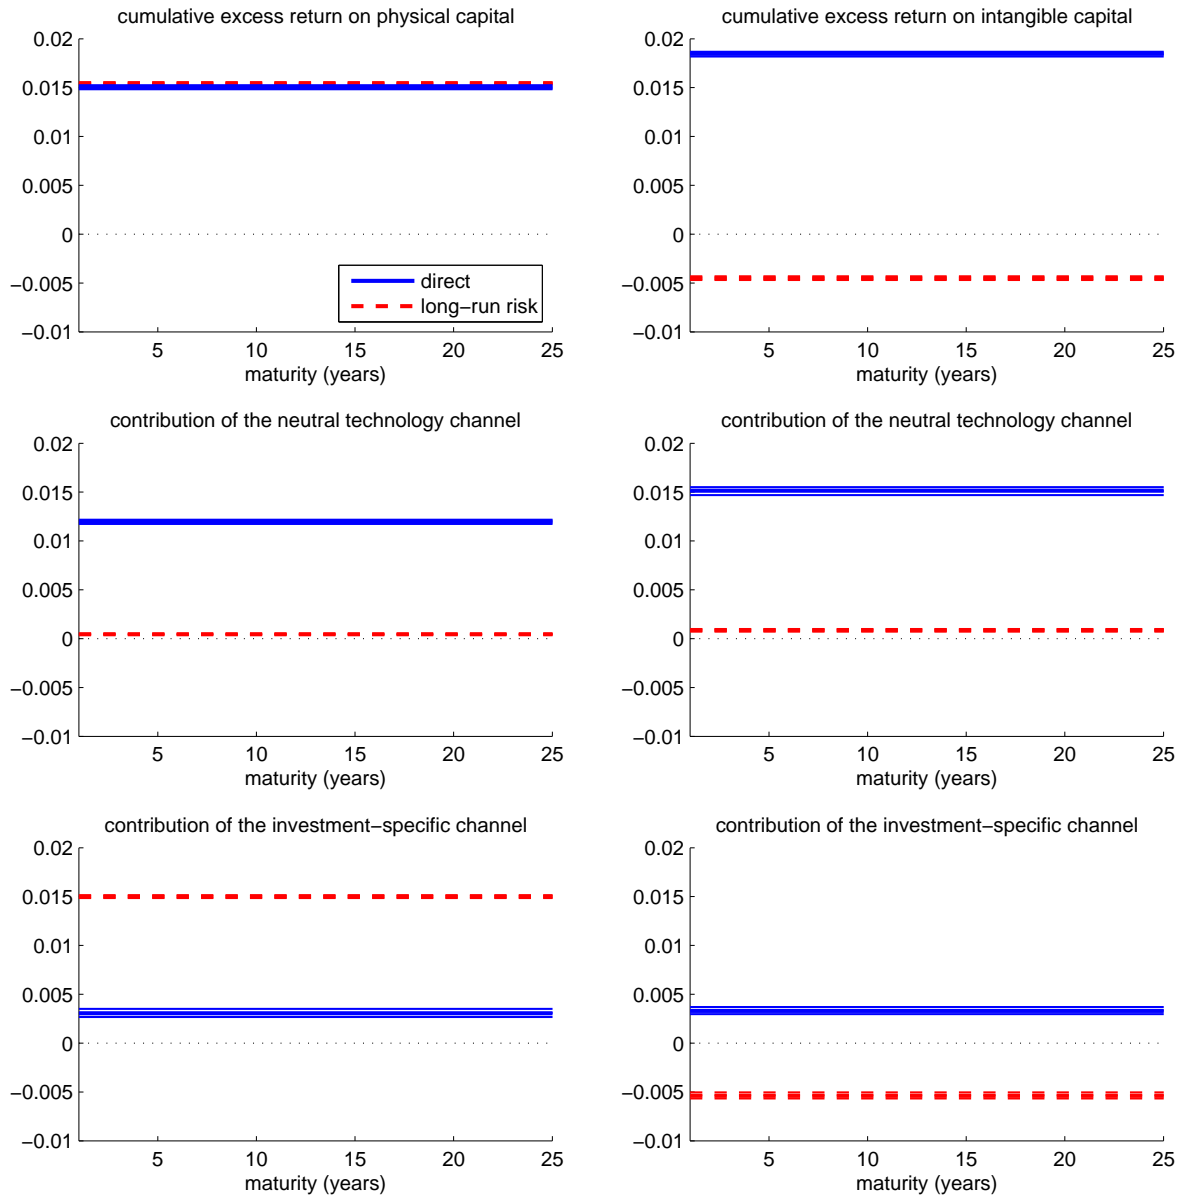 cumulative excess return on physical capital
0.02
0.015
0.01
0.005
0
−0.005
−0.01
5 10 15 20 25
maturity (years)
direct
long−run risk
cumulative excess return on intangible capital
0.02
0.015
0.01
0.005
0
−0.005
−0.01
5 10 15 20 25
maturity (years)
contribution of the neutral technology channel
0.02
0.015
0.01
0.005
0
−0.005
−0.01
5 10 15 20 25
maturity (years)
contribution of the neutral technology channel
0.02
0.015
0.01
0.005
0
−0.005
−0.01
5 10 15 20 25
maturity (years)
contribution of the investment−specific channel
0.02
0.015
0.01
0.005
0
−0.005
−0.01
5 10 15 20 25
maturity (years)
contribution of the investment−specific channel
0.02
0.015
0.01
0.005
0
−0.005
−0.01
5 10 15 20 25
maturity (years)